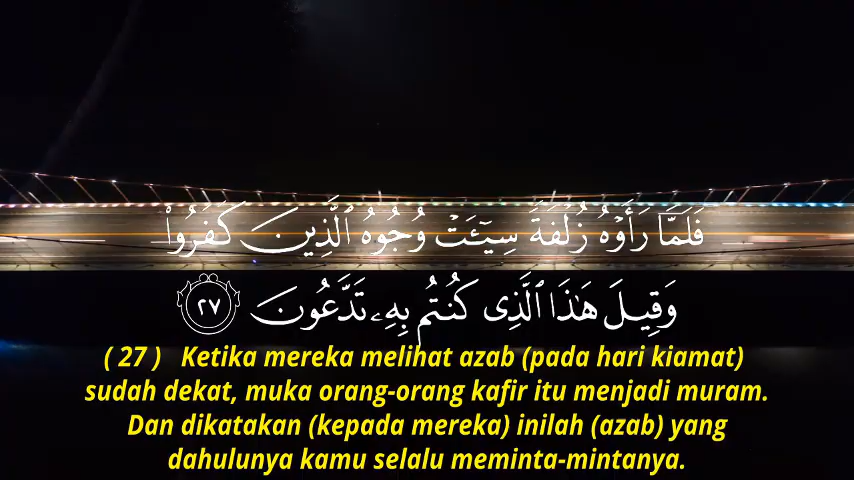 فَلَمَّا رَأَوْهُ زُلْفَةً سِيٓـَٔتْ وُجُوهُ ٱلَّذِينَ كَفَرُوا۟
وَقِيلَ هَـٰذَا ٱلَّذِى كُنتُم بِهِۦ تَدَّعُونَ ٢٧
( 27 ) Ketika mereka melihat azab (pada hari kiamat)
sudah dekat, muka orang-orang kafir itu menjadi muram.
Dan dikatakan (kepada mereka) inilah (azab) yang
dahulunya kamu selalu meminta-mintanya.